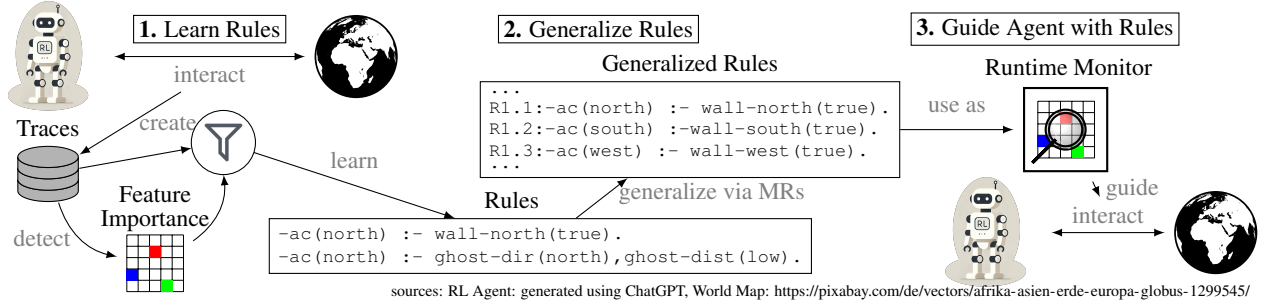 1. Learn Rules
RL
interact
Traces
create
learn
Feature
Importance
detect
Rules
-ac(north) :- wall-north(true).
-ac(north) :- ghost-dir(north),ghost-dist(low).
2. Generalize Rules
Generalized Rules
...
R1.1:-ac(north) :- wall-north(true).
R1.2:-ac(south) :-wall-south(true).
R1.3:-ac(west) :- wall-west(true).
...
generalize via MRs
3. Guide Agent with Rules
Runtime Monitor
use as
guide
interact
RL
sources: RL Agent: generated using ChatGPT, World Map: https://pixabay.com/de/vectors/afrika-asien-erde-europa-globus-1299545/